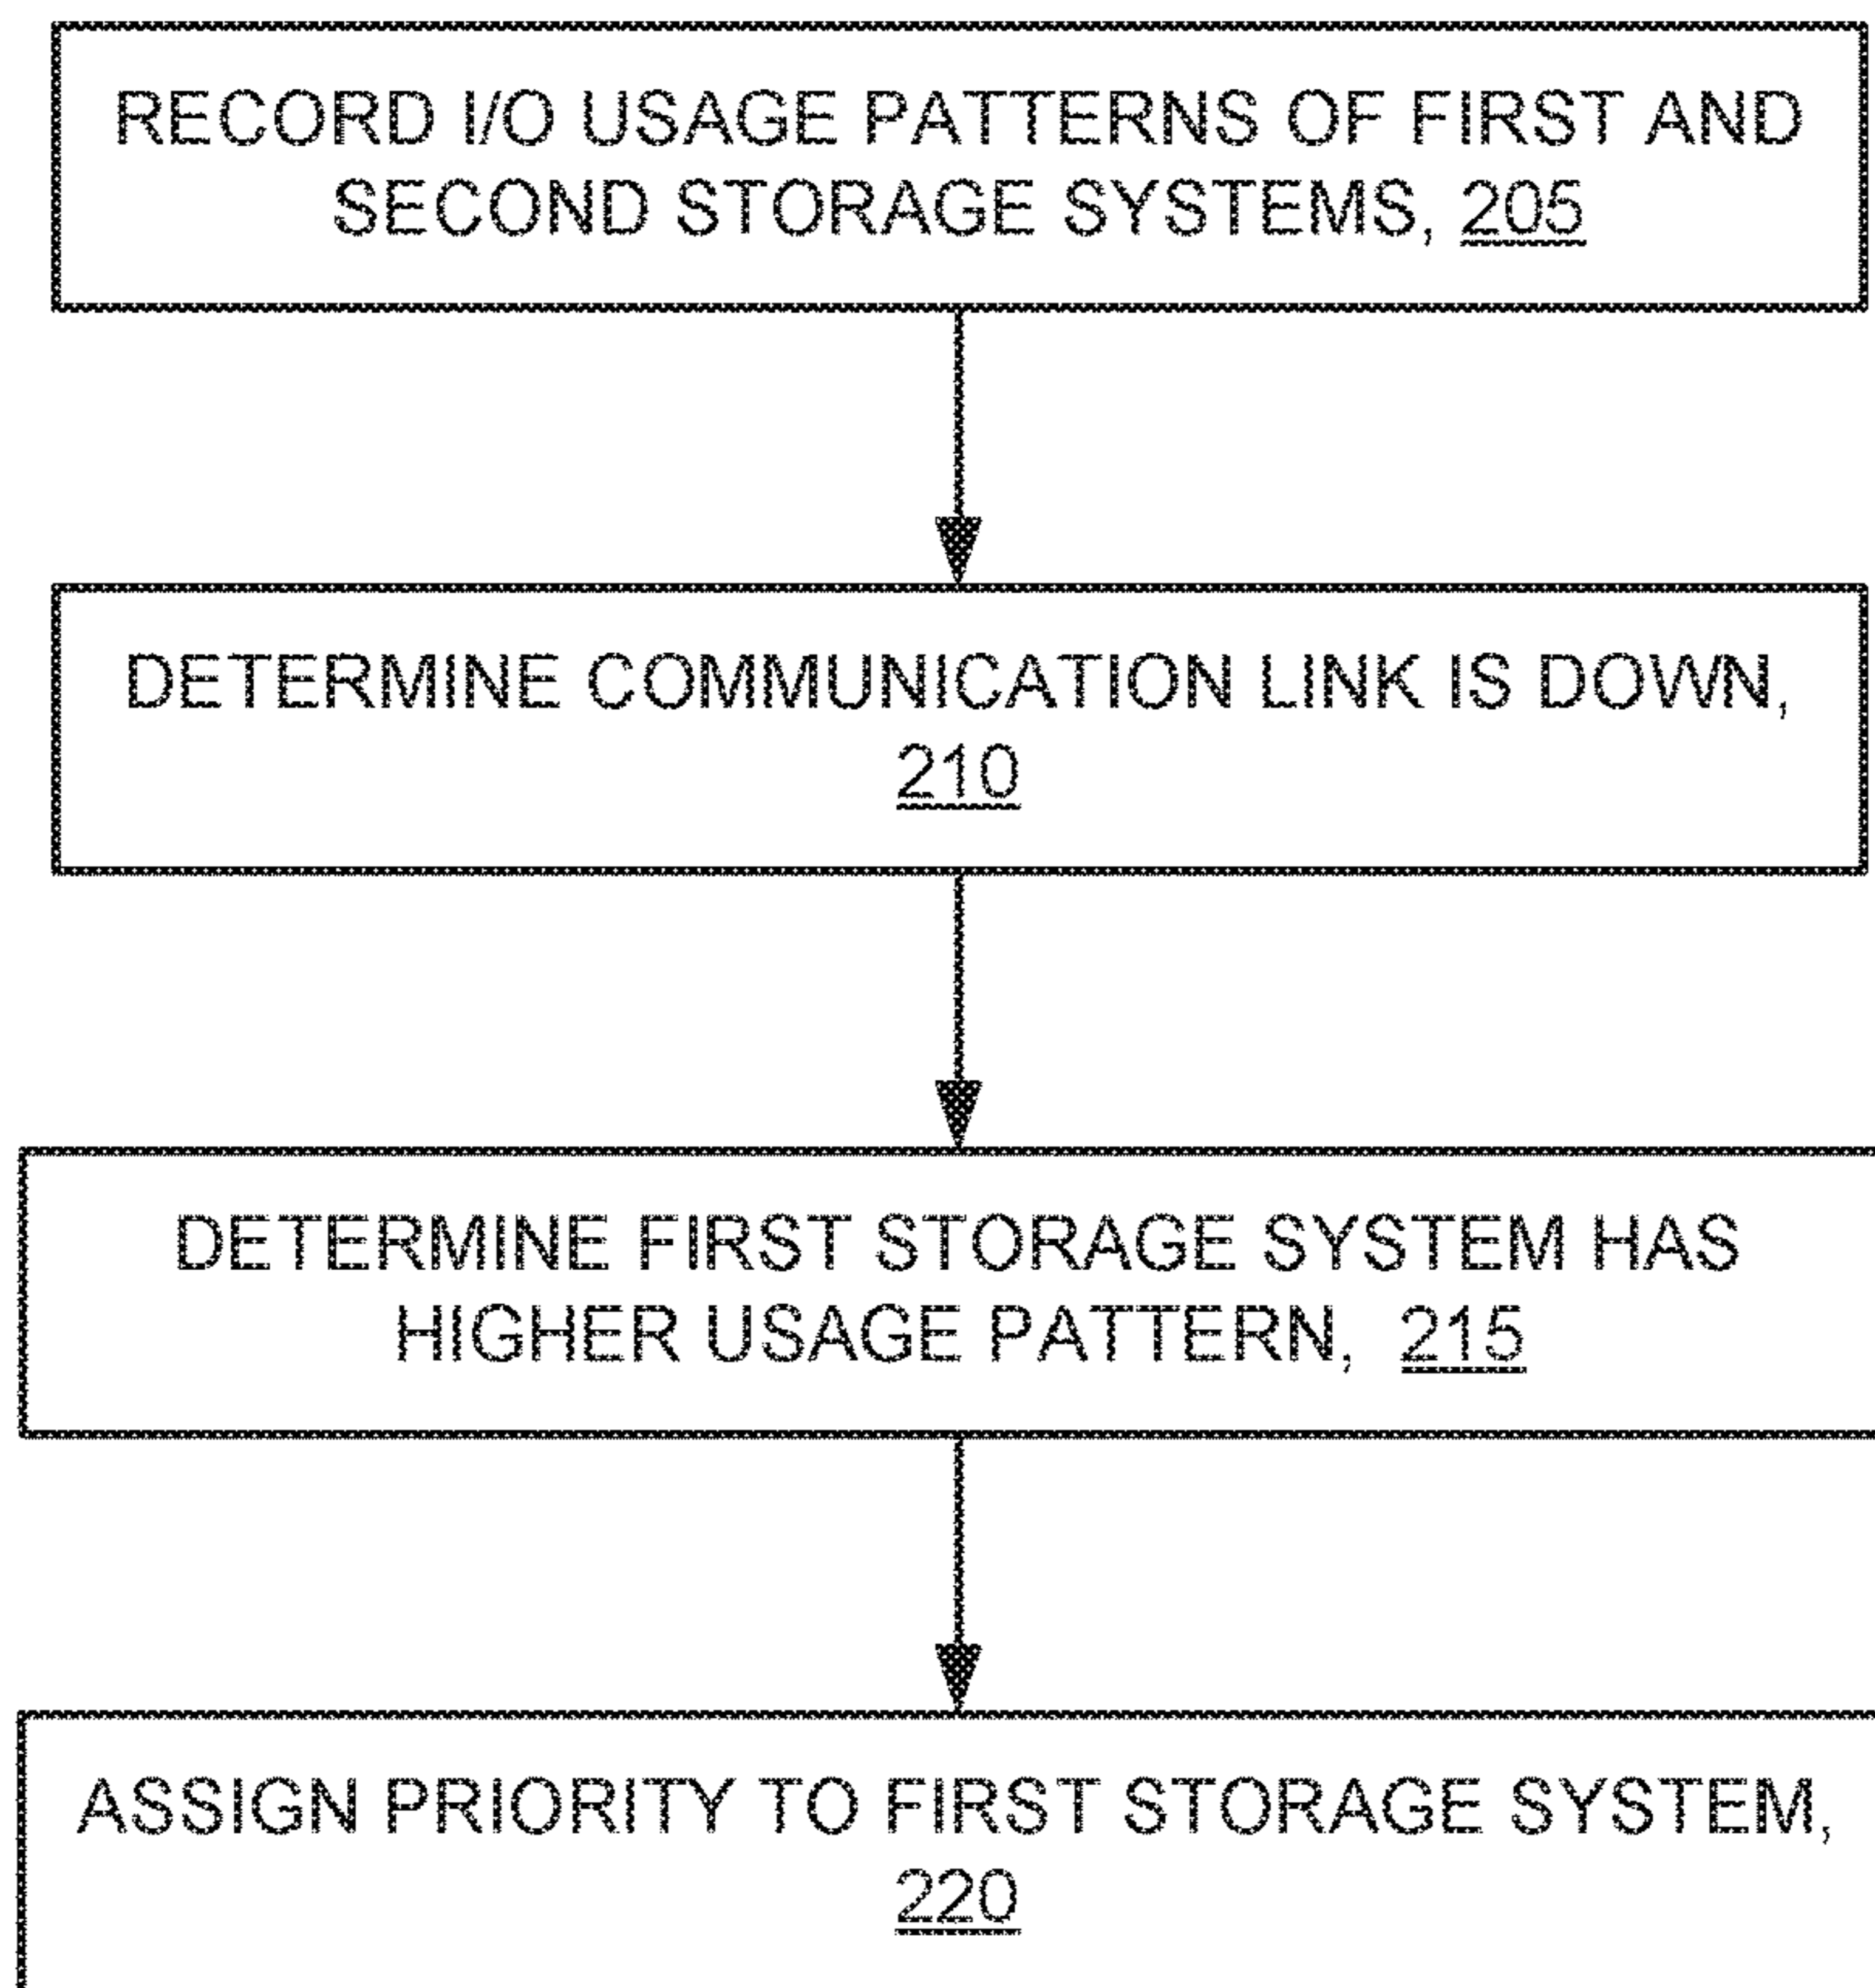 RECORD I/O USAGE PATTERNS OF FIRST AND
SECOND STORAGE SYSTEMS, 205
DETERMINE COMMUNICATION LINK IS DOWN,
210
DETERMINE FIRST STORAGE SYSTEM HAS
HIGHER USAGE PATTERN, 215
ASSIGN PRIORITY TO FIRST STORAGE SYSTEM,
220